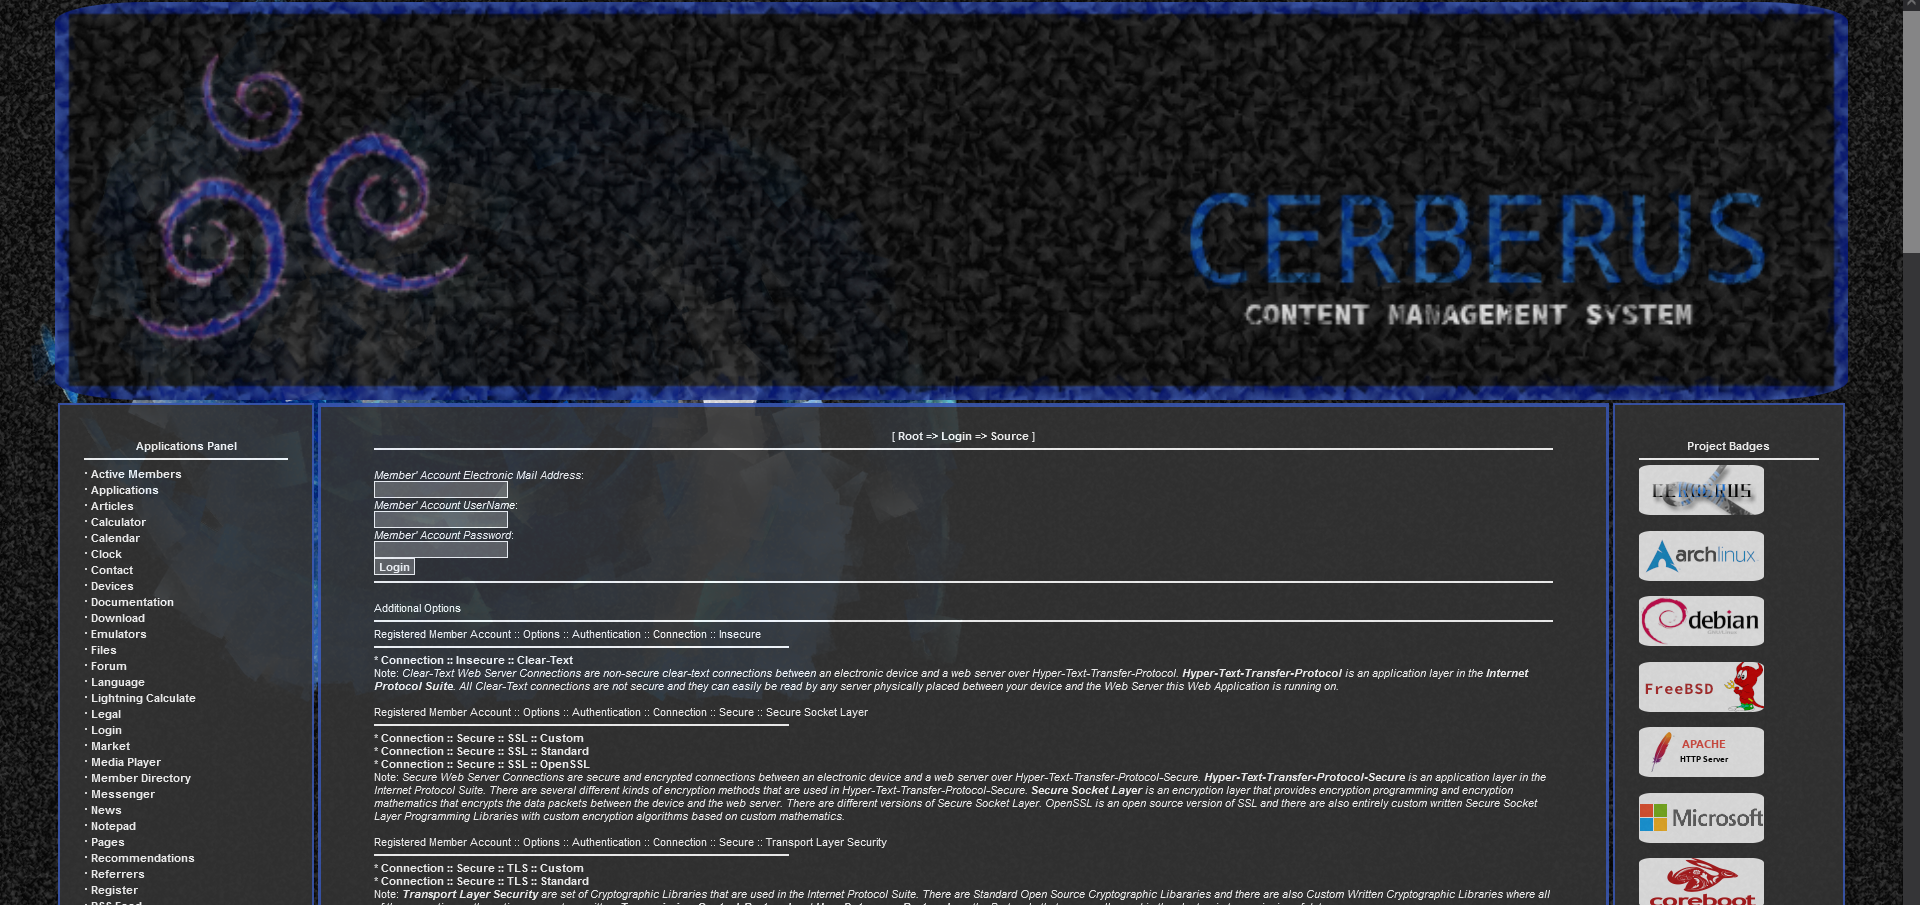 CERBERUS
CONTENT MANAGEMENT SYSTEM
Applications Panel
· Active Members
· Applications
· Articles
· Calculator
· Calendar
· Clock
· Contact
· Devices
· Documentation
· Download
· Emulators
· Files
· Forum
· Language
· Lightning Calculate
· Legal
· Login
· Market
· Media Player
· Member Directory
· Messenger
· News
· Notepad
· Pages
· Recommendations
· Referrers
· Register
· RSS Feed
[ Root => Login => Source ]
Member' Account Electronic Mail Address:
Member' Account UserName:
Member' Account Password:
Login
Additional Options
Registered Member Account :: Options :: Authentication :: Connection :: Insecure
* Connection :: Insecure :: Clear-Text
Note: Clear-Text Web Server Connections are non-secure clear-text connections between an electronic device and a web server over Hyper-Text-Transfer-Protocol. Hyper-Text-Transfer-Protocol is an application layer in the Internet
Protocol Suite. All Clear-Text connections are not secure and they can easily be read by any server physically placed between your device and the Web Server this Web Application is running on.
Registered Member Account :: Options :: Authentication :: Connection :: Secure :: Secure Socket Layer
* Connection :: Secure :: SSL :: Custom
* Connection :: Secure :: SSL :: Standard
* Connection :: Secure :: SSL :: OpenSSL
Note: Secure Web Server Connections are secure and encrypted connections between an electronic device and a web server over Hyper-Text-Transfer-Protocol-Secure. Hyper-Text-Transfer-Protocol-Secure is an application layer in the
Internet Protocol Suite. There are several different kinds of encryption methods that are used in Hyper-Text-Transfer-Protocol-Secure. Secure Socket Layer is an encryption layer that provides encryption programming and encryption
mathematics that encrypts the data packets between the device and the web server. There are different versions of Secure Socket Layer. OpenSSL is an open source version of SSL and there are also entirely custom written Secure Socket
Layer Programming Libraries with custom encryption algorithms based on custom mathematics.
Registered Member Account :: Options :: Authentication :: Connection :: Secure :: Transport Layer Security
* Connection :: Secure :: TLS :: Custom
* Connection :: Secure :: TLS :: Standard
Note: Transport Layer Security are set of Cryptographic Libraries that are used in the Internet Protocol Suite. There are Standard Open Source Cryptographic Libararies and there are also Custom Written Cryptographic Libraries where all
Project Badges
CERBERUS
archlinux
debian
FreeBSD
APACHE
HTTP Server
Microsoft
coreboot